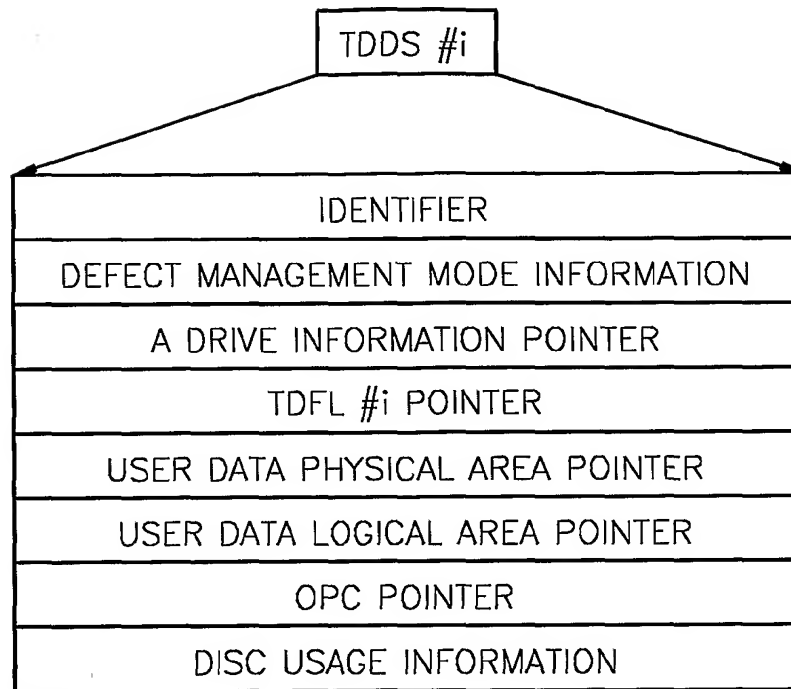 TDDS #i
IDENTIFIER
DEFECT MANAGEMENT MODE INFORMATION
A DRIVE INFORMATION POINTER
TDFL #i POINTER
USER DATA PHYSICAL AREA POINTER
USER DATA LOGICAL AREA POINTER
OPC POINTER
DISC USAGE INFORMATION